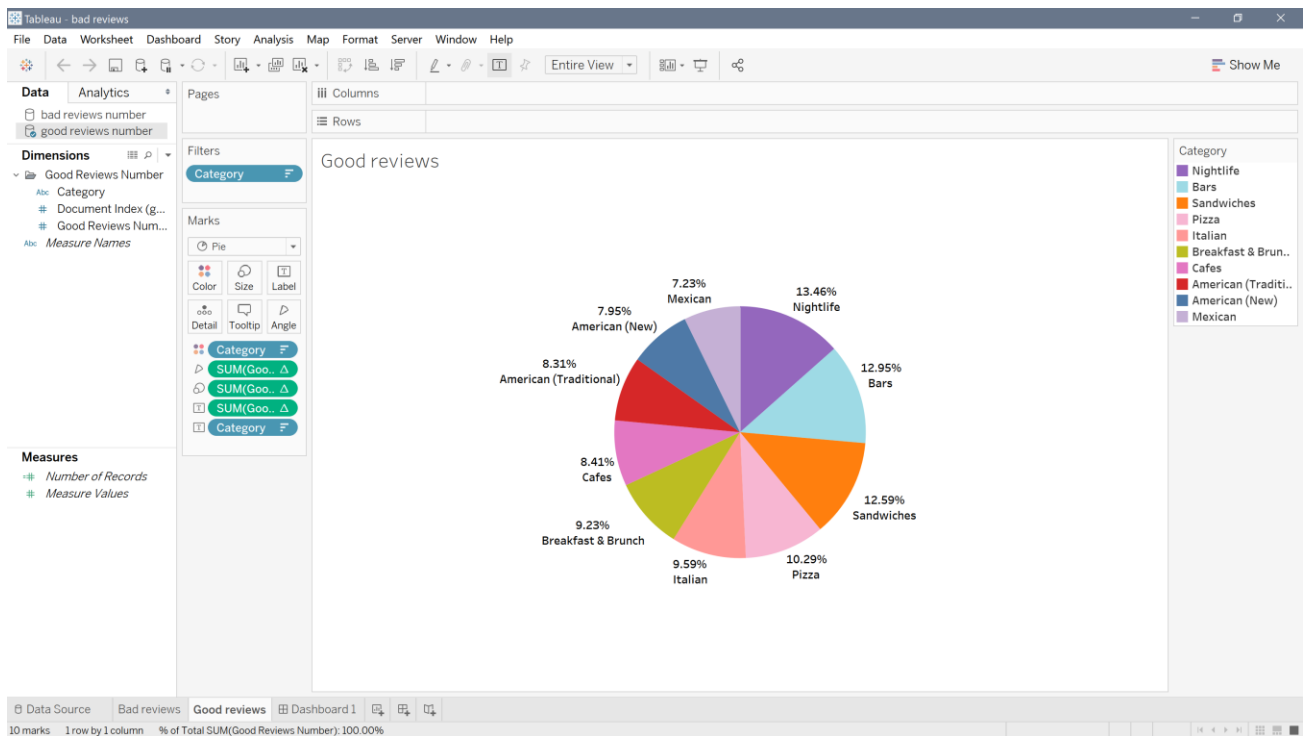 Tableau - bad reviews
File Data Worksheet Dashboard Story Analysis Map Format Server Window Help
Entire View
Show Me
Data Analytics
bad reviews number
good reviews number
Dimensions
Good Reviews Number
Abc Category
# Document Index (g...
# Good Reviews Num...
Abc Measure Names
Measures
=# Number of Records
# Measure Values
Pages
Filters
Category
Marks
Pie
Color Size Label
Detail Tooltip Angle
Category
SUM(Goo..
SUM(Goo..
T SUM(Goo..
T Category
iii Columns
Rows
Good reviews
7.23%
Mexican
13.46%
Nightlife
7.95%
American (New)
8.31%
American (Traditional)
12.95%
Bars
8.41%
Cafes
12.59%
Sandwiches
9.23%
Breakfast & Brunch
9.59%
Italian
10.29%
Pizza
Category
Nightlife
Bars
Sandwiches
Pizza
Italian
Breakfast & Brun..
Cafes
American (Traditi..
American (New)
Mexican
Data Source Bad reviews Good reviews Dashboard 1
10 marks 1 row by 1 column % of Total SUM(Good Reviews Number): 100.00%